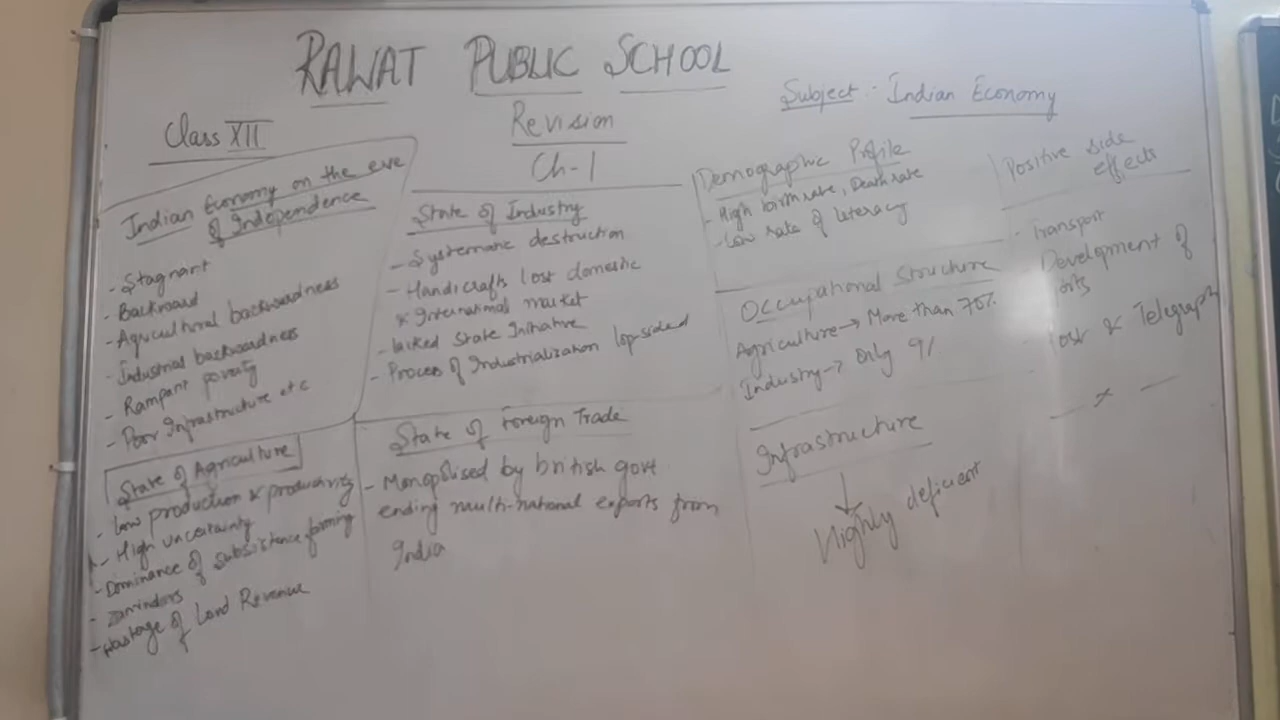 RAWAT PUBLIC SCHOOL
Subject:- Indian Economy
Class XII
Revision
Ch-1
Indian Economy on the eve
of Independence
- Stagnant
- Backward
- Agricultural backwardness
- Industrial backwardness
- Rampant poverty
- Poor Infrastructure etc
State of Agriculture
- Low production & productivity
- High uncertainty
- Dominance of subsistence farming
- Zamindars
- of Land Revenue
State of Industry
- Systematic destruction
- Handicrafts lost domestic
& International market
- lacked State Initiative
- Process of Industrialization lopsided
State of Foreign Trade
- Monopolised by british govt
ending multi-national exports from
India
Demographic Profile
- High birth rate, Death rate
- Low rate of literacy
Occupational Structure
Agriculture → More than 70%
Industry → Only 9%
Infrastructure
↓
Highly deficient
Positive side
effects
- Transport
Development of
Post & Telegraph
— x —